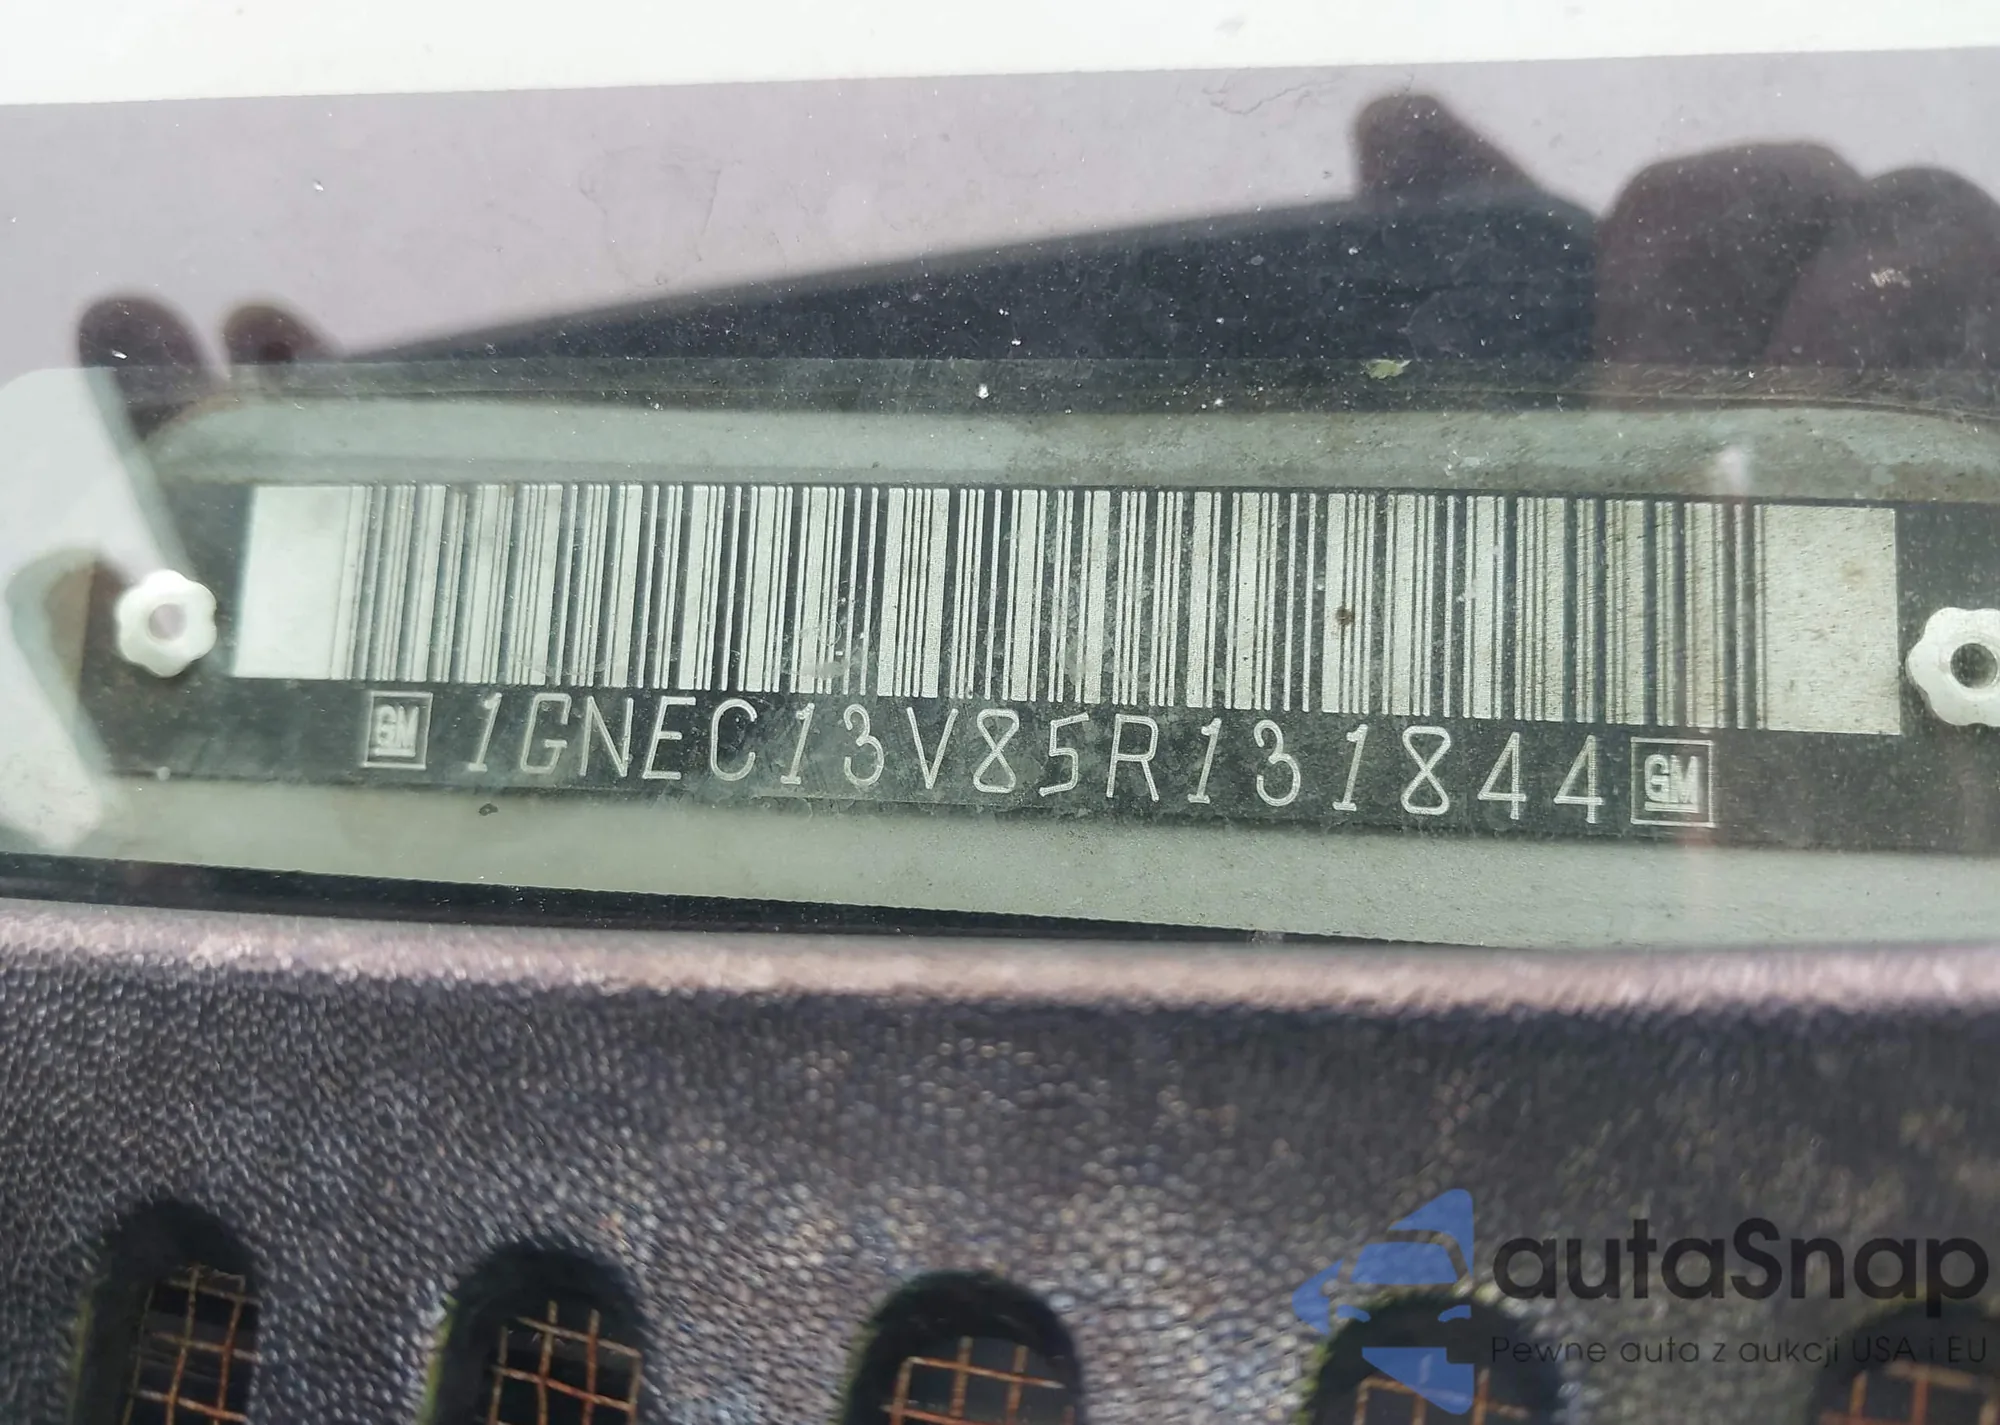 GM 1GNEC13V85R131844 GM
autaSnap
Pewne auta z aukcji USA i EU